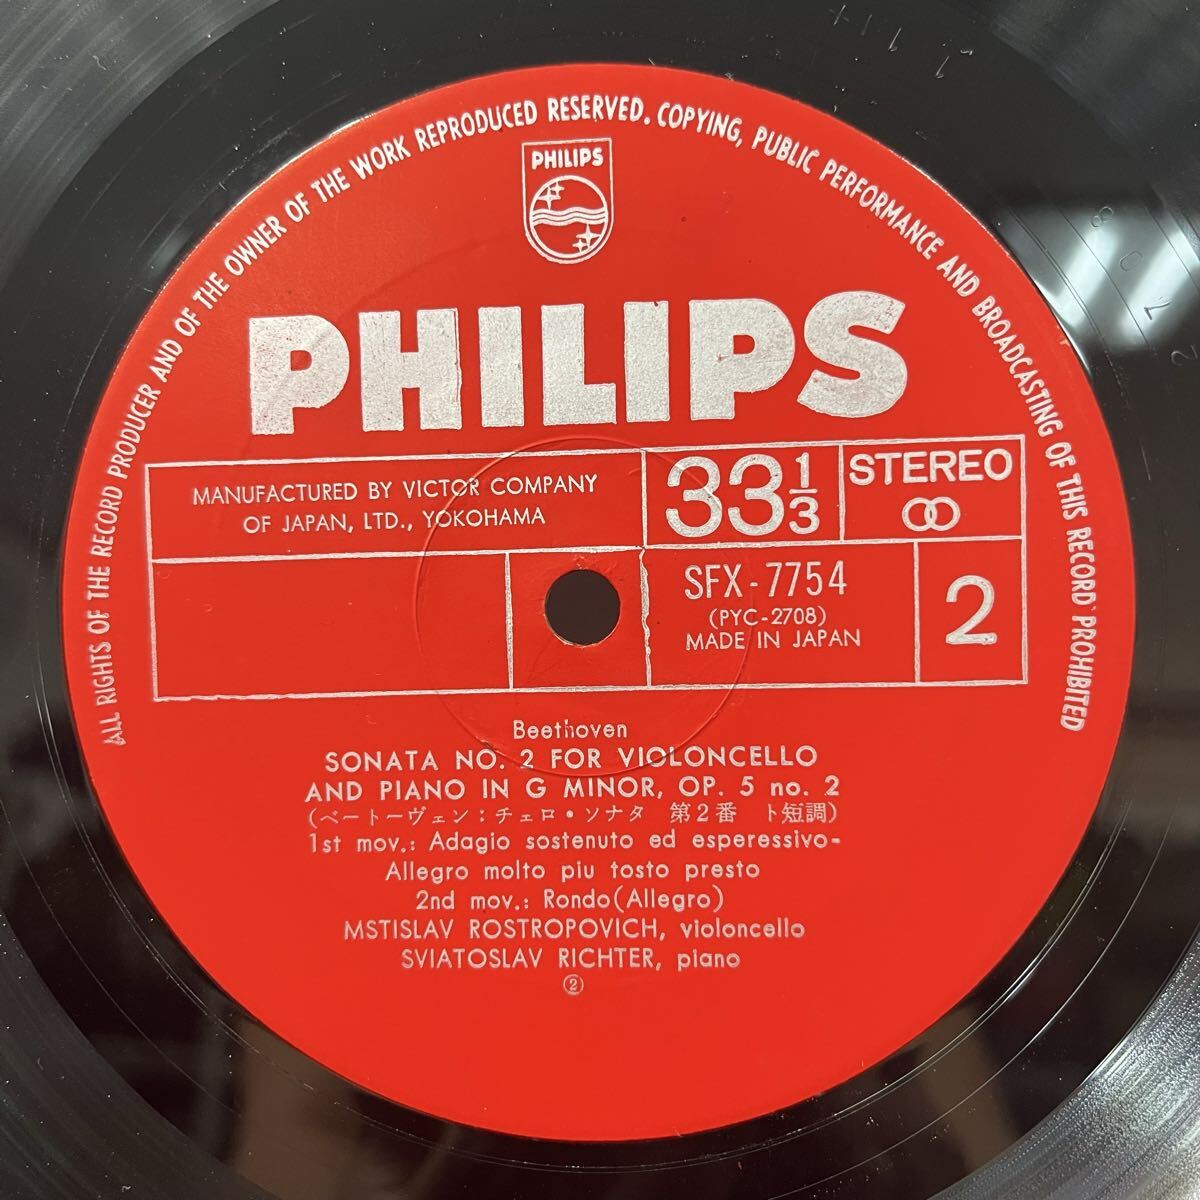 ALL RIGHTS OF THE RECORD PRODUCER AND OF THE OWNER OF THE WORK REPRODUCED RESERVED. COPYING, PUBLIC PERFORMANCE AND BROADCASTING OF THIS RECORD PROHIBITED
PHILIPS
PHILIPS
MANUFACTURED BY VICTOR COMPANY
OF JAPAN, LTD., YOKOHAMA
33 1/3
STEREO
SFX-7754
(PYC-2708)
MADE IN JAPAN
2
Beethoven
SONATA NO. 2 FOR VIOLONCELLO
AND PIANO IN G MINOR, OP. 5 no. 2
(ベートーヴェン:チェロ・ソナタ 第2番 ト短調)
1st mov.: Adagio sostenuto ed esperessivo-
Allegro molto piu tosto presto
2nd mov.: Rondo(Allegro)
MSTISLAV ROSTROPOVICH, violoncello
SVIATOSLAV RICHTER, piano
②